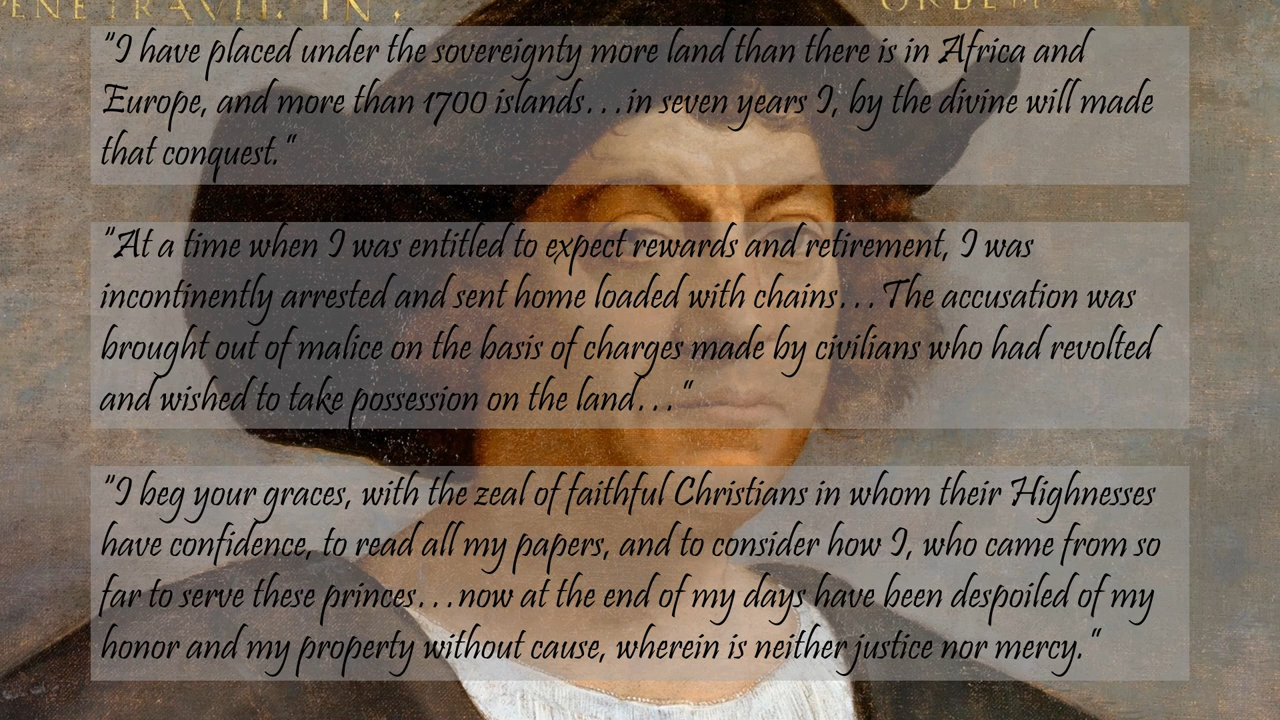 PENETRAVIT. IN.
ORBEM
"I have placed under the sovereignty more land than there is in Africa and
Europe, and more than 1700 islands...in seven years I, by the divine will made
that conquest."
"At a time when I was entitled to expect rewards and retirement, I was
incontinently arrested and sent home loaded with chains...The accusation was
brought out of malice on the basis of charges made by civilians who had revolted
and wished to take possession on the land..."
"I beg your graces, with the zeal of faithful Christians in whom their Highnesses
have confidence, to read all my papers, and to consider how I, who came from so
far to serve these princes...now at the end of my days have been despoiled of my
honor and my property without cause, wherein is neither justice nor mercy."